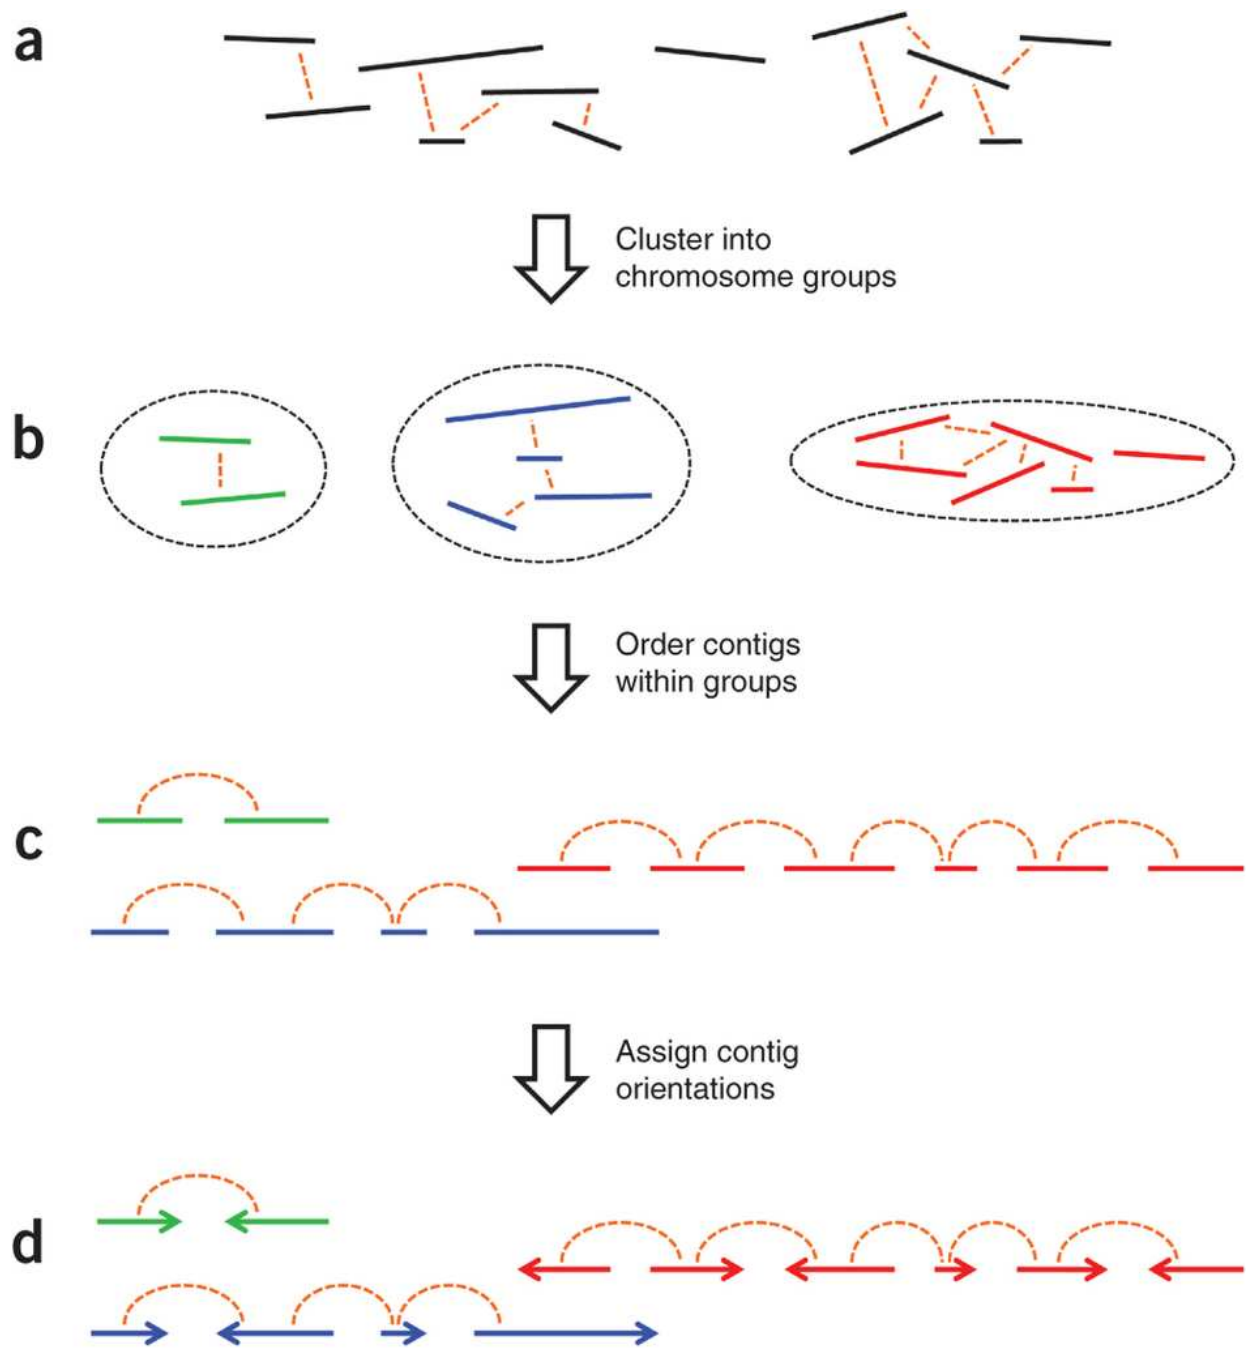 a
Cluster into
chromosome groups
b
Order contigs
within groups
c
Assign contig
orientations
d